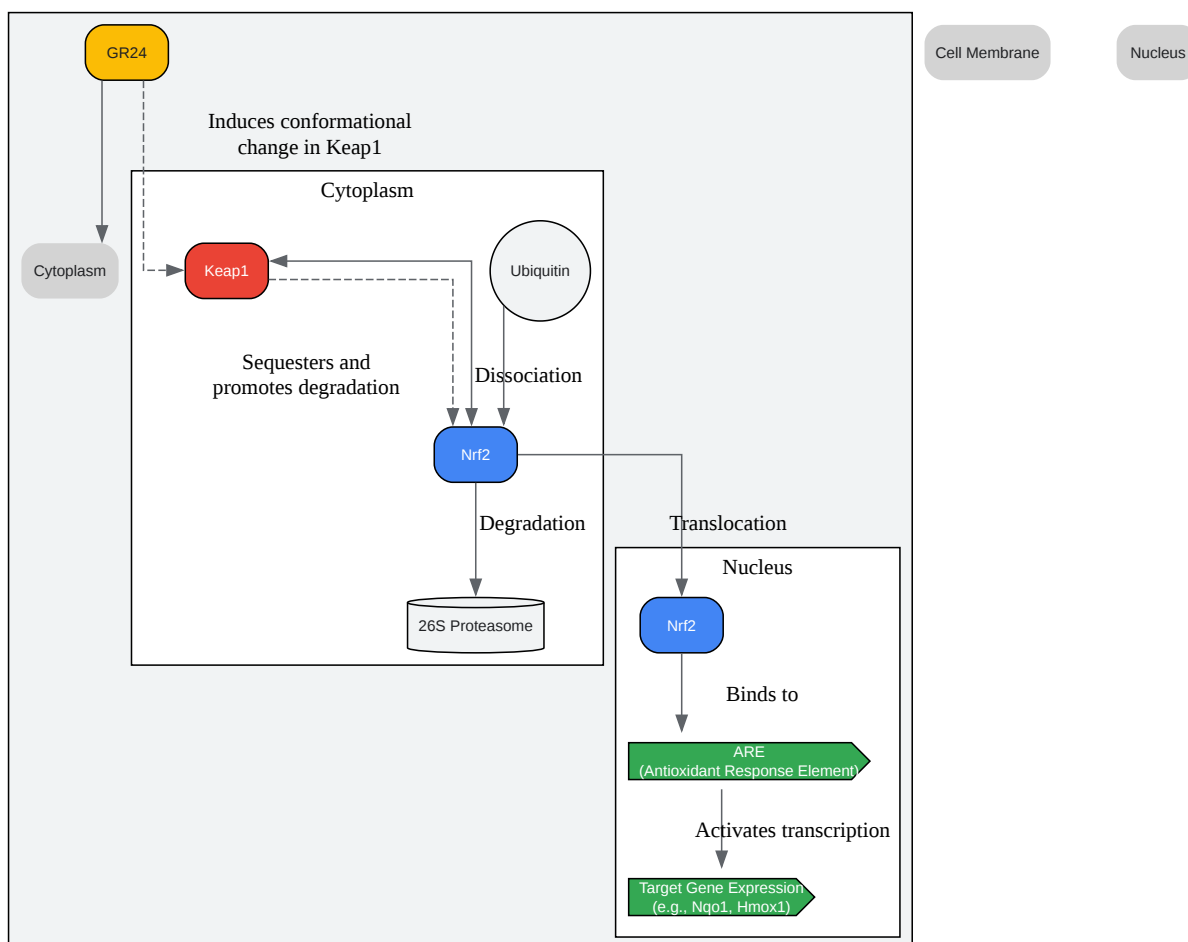 GR24
Cell Membrane
Nucleus
Induces conformational
change in Keap1
Cytoplasm
Cytoplasm
Keap1
Ubiquitin
Sequesters and
promotes degradation
Dissociation
Nrf2
Degradation
Translocation
Nucleus
26S Proteasome
Nrf2
Binds to
ARE
(Antioxidant Response Element)
Activates transcription
Target Gene Expression
(e.g., Nqo1, Hmox1)